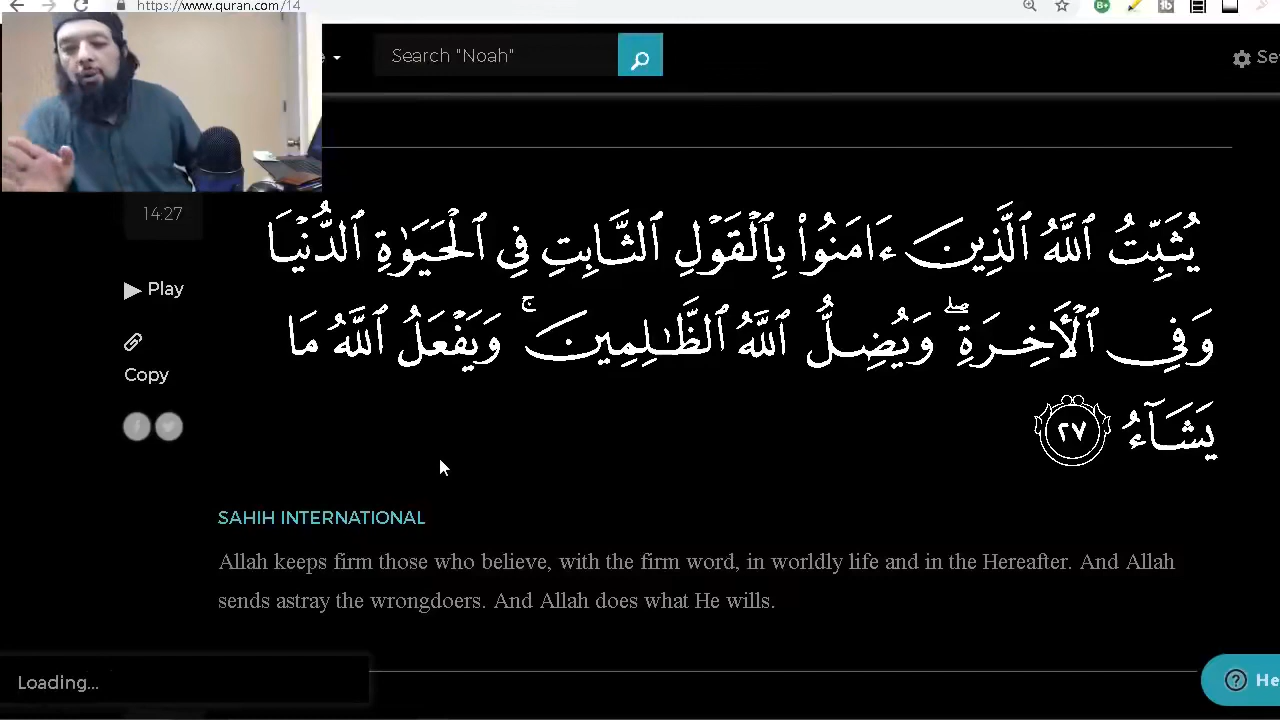 https://www.quran.com/14
Search "Noah"
Se
14:27
Play
Copy
يُثَبِّتُ ٱللَّهُ ٱلَّذِينَ ءَامَنُوا۟ بِٱلْقَوْلِ ٱلثَّابِتِ فِى ٱلْحَيَوٰةِ ٱلدُّنْيَا
وَفِى ٱلْـَٔاخِرَةِ ۖ وَيُضِلُّ ٱللَّهُ ٱلظَّـٰلِمِينَ ۚ وَيَفْعَلُ ٱللَّهُ مَا
يَشَآءُ ٢٧
SAHIH INTERNATIONAL
Allah keeps firm those who believe, with the firm word, in worldly life and in the Hereafter. And Allah
sends astray the wrongdoers. And Allah does what He wills.
Loading...
He